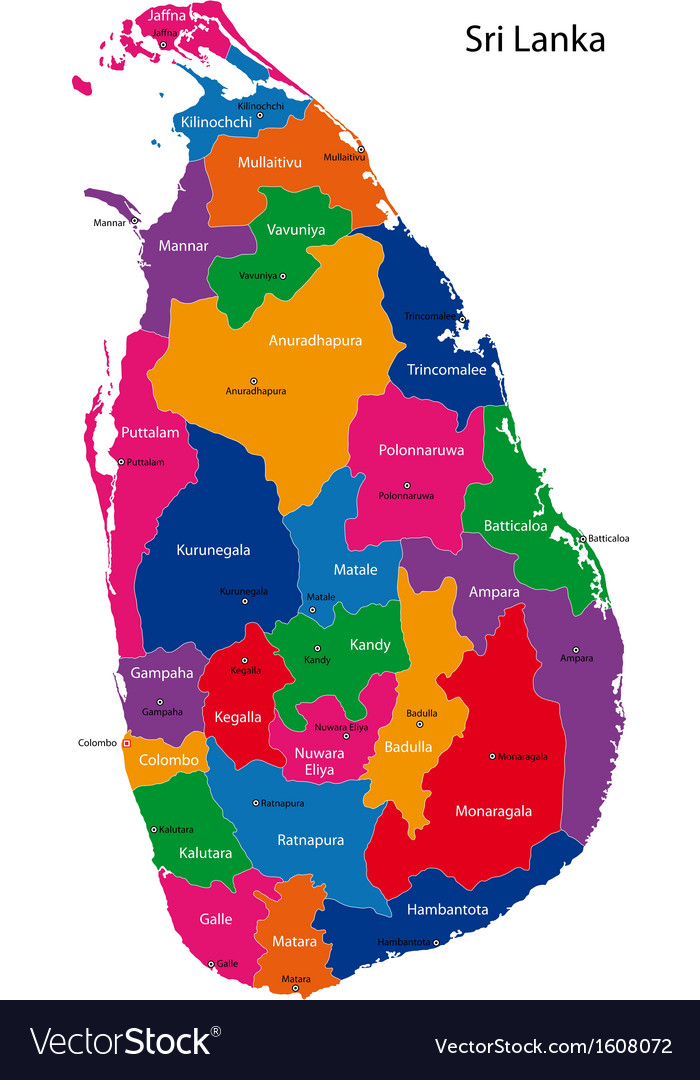 Sri Lanka
Jaffna
Jaffna
Kilinochchi
Kilinochchi
Mullaitivu
Mullaitivu
Mannar
Mannar
Vavuniya
Vavuniya
Trincomalee
Trincomalee
Anuradhapura
Anuradhapura
Puttalam
Puttalam
Polonnaruwa
Polonnaruwa
Batticaloa
Batticaloa
Kurunegala
Kurunegala
Matale
Matale
Ampara
Ampara
Kandy
Kandy
Gampaha
Gampaha
Kegalla
Kegalla
Nuwara Eliya
Nuwara
Eliya
Badulla
Badulla
Colombo
Colombo
Monaragala
Monaragala
Ratnapura
Ratnapura
Kalutara
Kalutara
Galle
Galle
Matara
Matara
Hambantota
Hambantota
VectorStock®
VectorStock.com/1608072